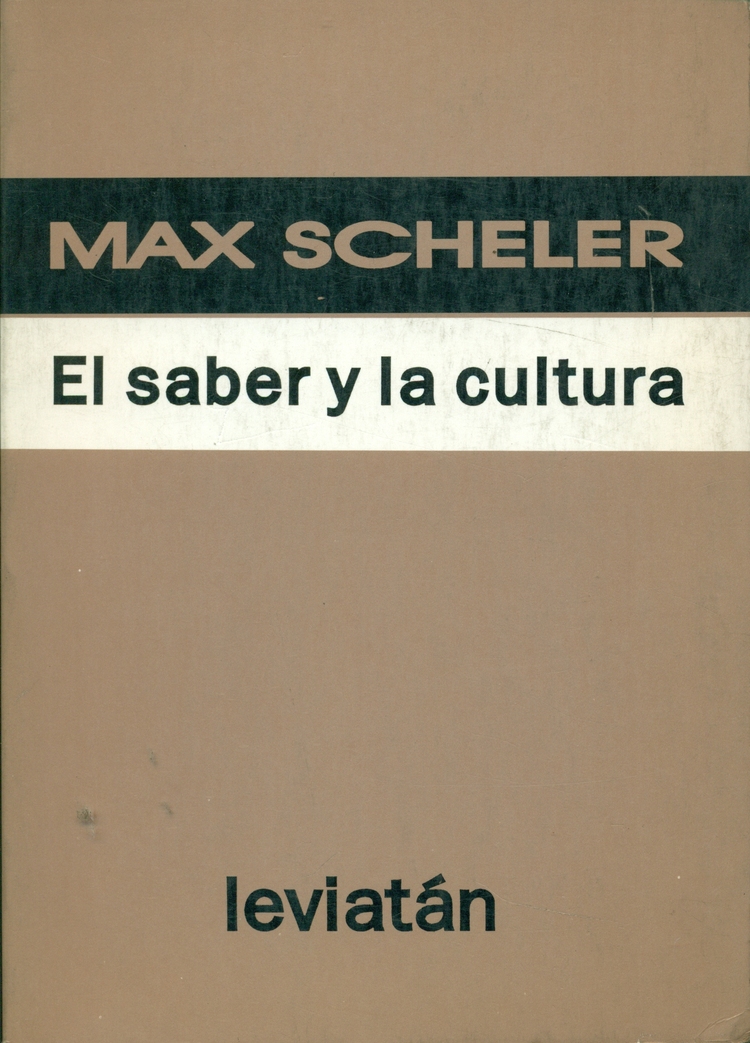 MAX SCHELER
El saber y la cultura
leviatán